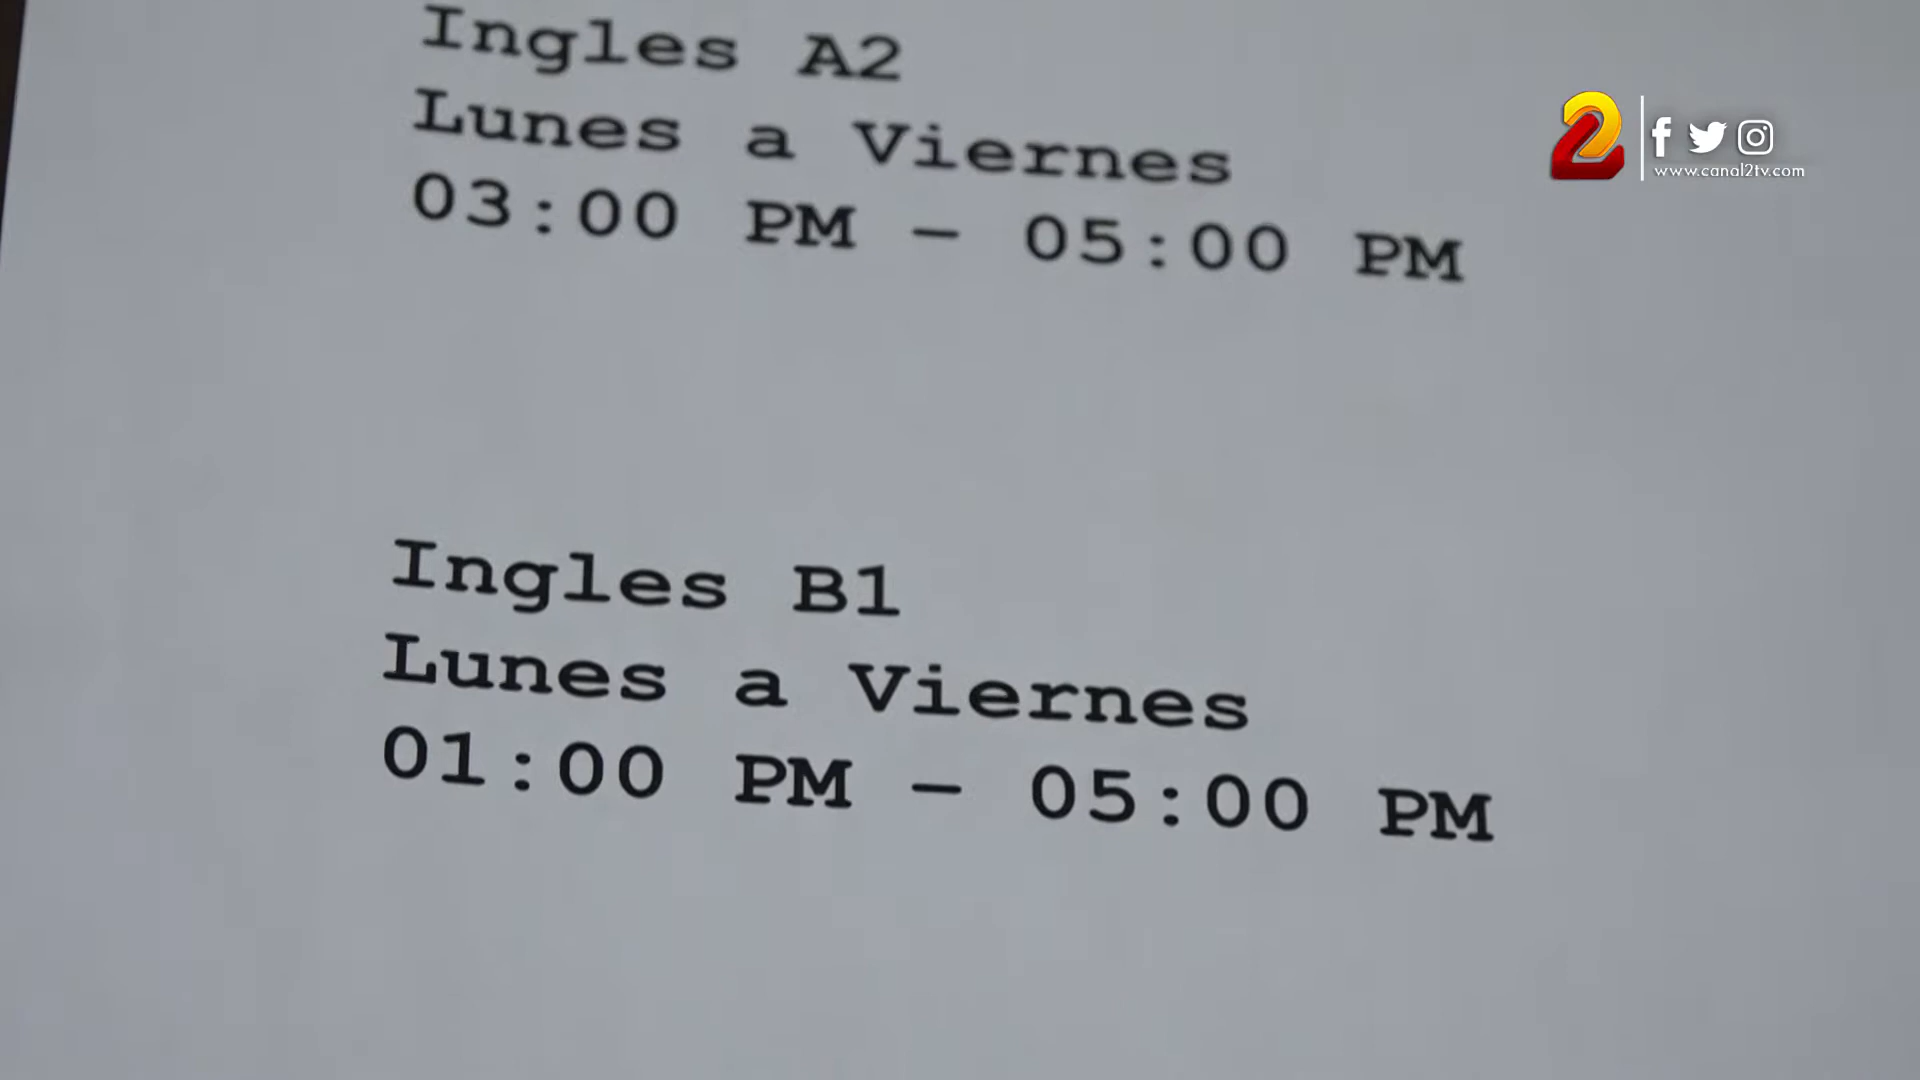 Ingles A2
Lunes a Viernes
03:00 PM – 05:00 PM
Ingles B1
Lunes a Viernes
01:00 PM – 05:00 PM
2
www.canal2tv.com